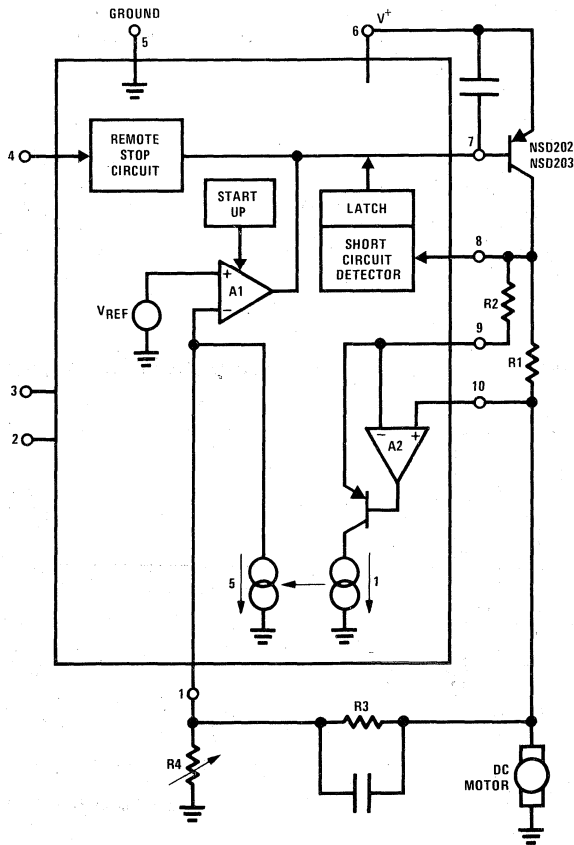 GROUND
5
6
V+
4
REMOTE
STOP
CIRCUIT
7
NSD202
NSD203
START
UP
LATCH
SHORT
CIRCUIT
DETECTOR
8
R2
+
A1
−
VREF
9
R1
3
10
2
− +
A2
5
1
1
R3
R4
DC
MOTOR